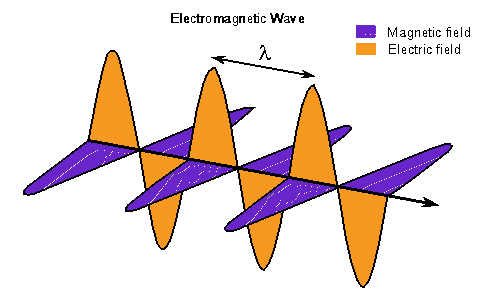 Electromagnetic Wave
Magnetic field
Electric field
λ